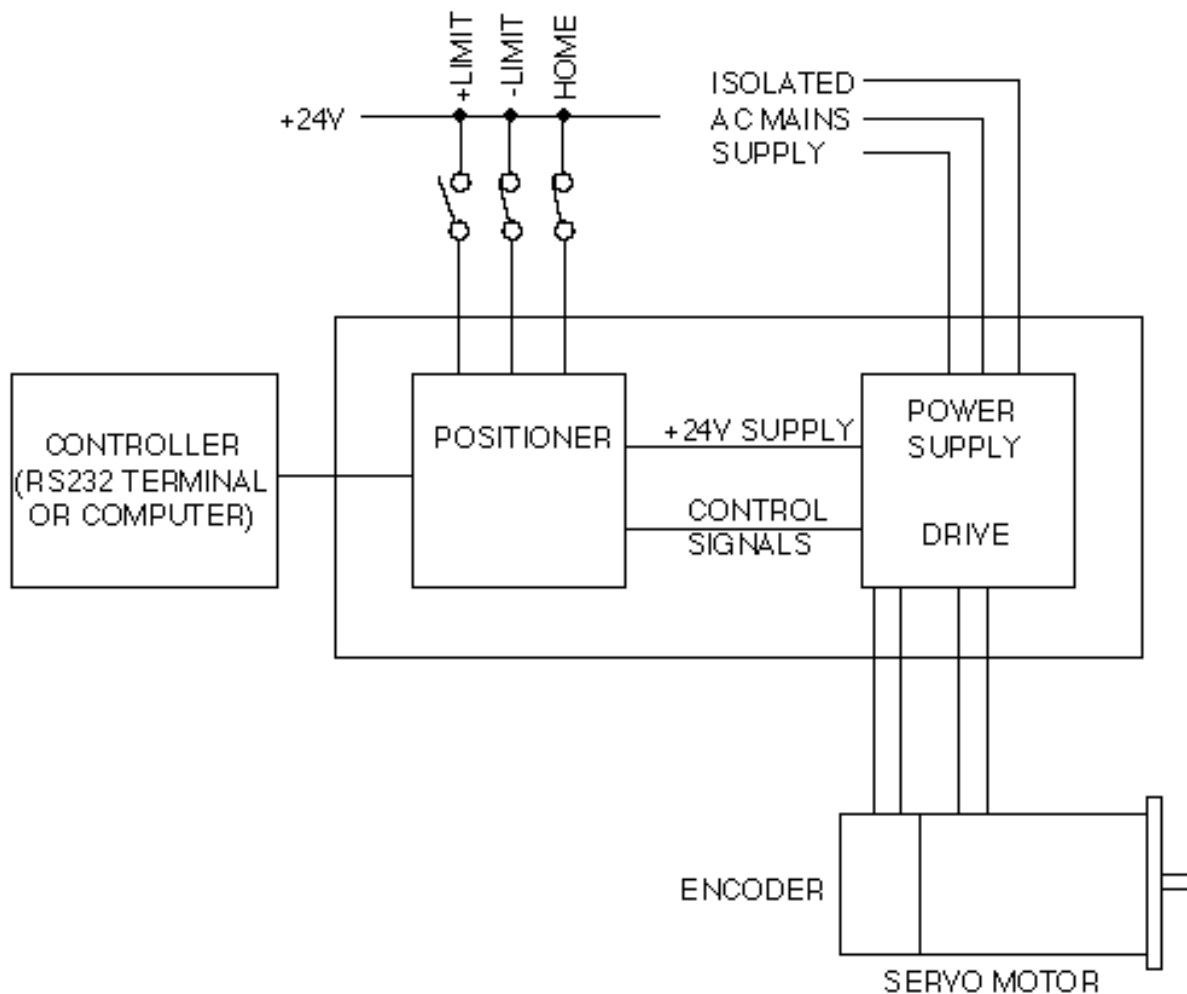 +LIMIT
-LIMIT
HOME
+24V
ISOLATED
AC MAINS
SUPPLY
CONTROLLER
(RS232 TERMINAL
OR COMPUTER)
POSITIONER
+24V SUPPLY
CONTROL
SIGNALS
POWER
SUPPLY
DRIVE
ENCODER
SERVO MOTOR